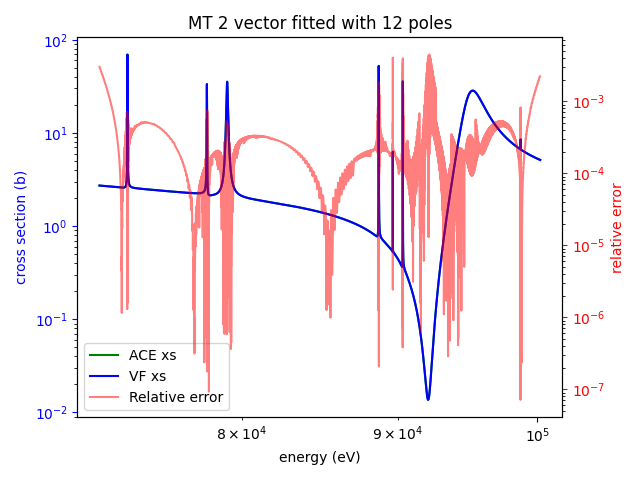 MT 2 vector fitted with 12 poles
10²
10¹
10⁰
10⁻¹
10⁻²
cross section (b)
10⁻³
10⁻⁴
10⁻⁵
10⁻⁶
10⁻⁷
relative error
ACE xs
VF xs
Relative error
8 × 10⁴
9 × 10⁴
10⁵
energy (eV)